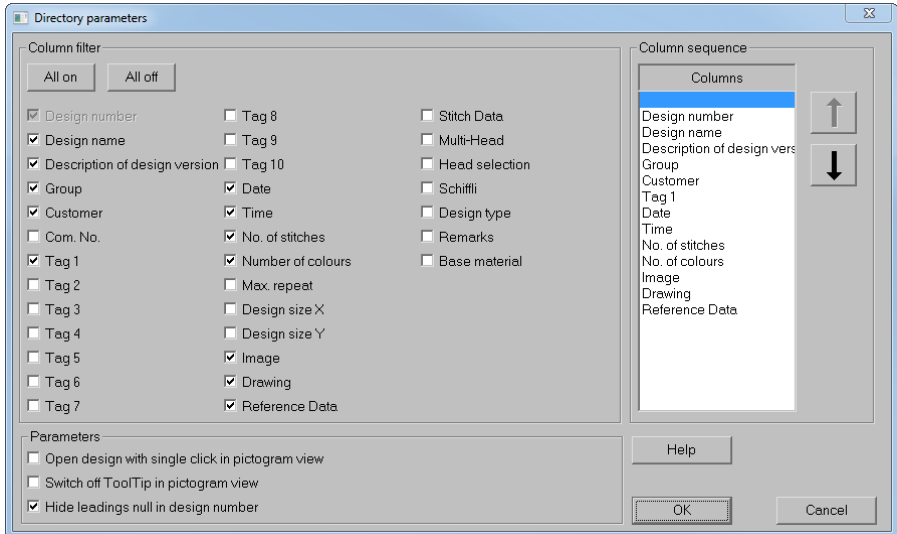 Directory parameters
Column filter
All on
All off
Design number
Design name
Description of design version
Group
Customer
Com. No.
Tag 1
Tag 2
Tag 3
Tag 4
Tag 5
Tag 6
Tag 7
Tag 8
Tag 9
Tag 10
Date
Time
No. of stitches
Number of colours
Max. repeat
Design size X
Design size Y
Image
Drawing
Reference Data
Stitch Data
Multi-Head
Head selection
Schiffli
Design type
Remarks
Base material
Column sequence
Columns
Design number
Design name
Description of design vers
Group
Customer
Tag 1
Date
Time
No. of stitches
No. of colours
Image
Drawing
Reference Data
Parameters
Open design with single click in pictogram view
Switch off ToolTip in pictogram view
Hide leadings null in design number
Help
OK
Cancel